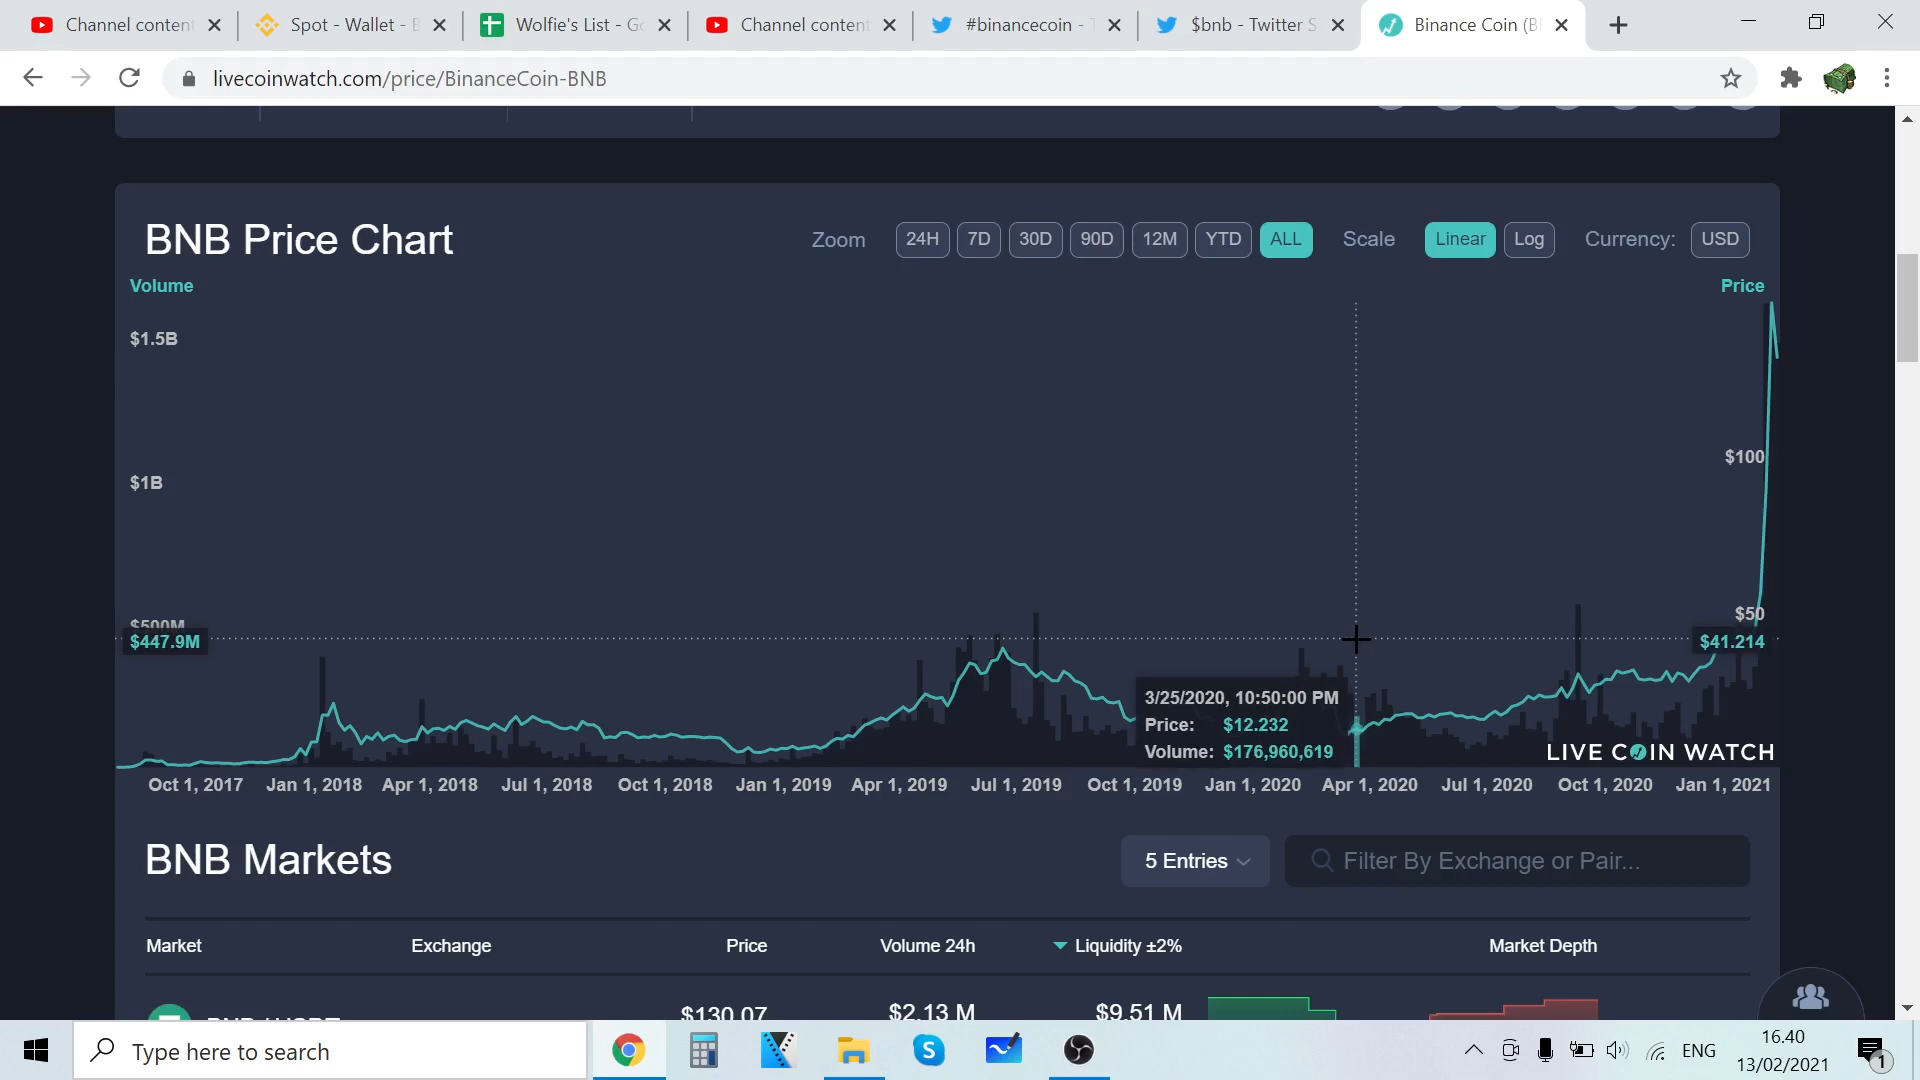 Channel content
Spot - Wallet - B
Wolfie's List - Go
Channel content
#binancecoin - T
$bnb - Twitter S
Binance Coin (B
livecoinwatch.com/price/BinanceCoin-BNB
BNB Price Chart
Zoom 24H 7D 30D 90D 12M YTD ALL Scale Linear Log Currency: USD
Volume
Price
$1.5B
$100
$1B
$50
$500M
$447.9M
$41.214
3/25/2020, 10:50:00 PM
Price: $12.232
Volume: $176,960,619
LIVE COIN WATCH
Oct 1, 2017 Jan 1, 2018 Apr 1, 2018 Jul 1, 2018 Oct 1, 2018 Jan 1, 2019 Apr 1, 2019 Jul 1, 2019 Oct 1, 2019 Jan 1, 2020 Apr 1, 2020 Jul 1, 2020 Oct 1, 2020 Jan 1, 2021
BNB Markets
5 Entries
Filter By Exchange or Pair...
Market Exchange Price Volume 24h Liquidity ±2% Market Depth
$130.07 $2.13 M $9.51 M
Type here to search
ENG
16.40
13/02/2021
1